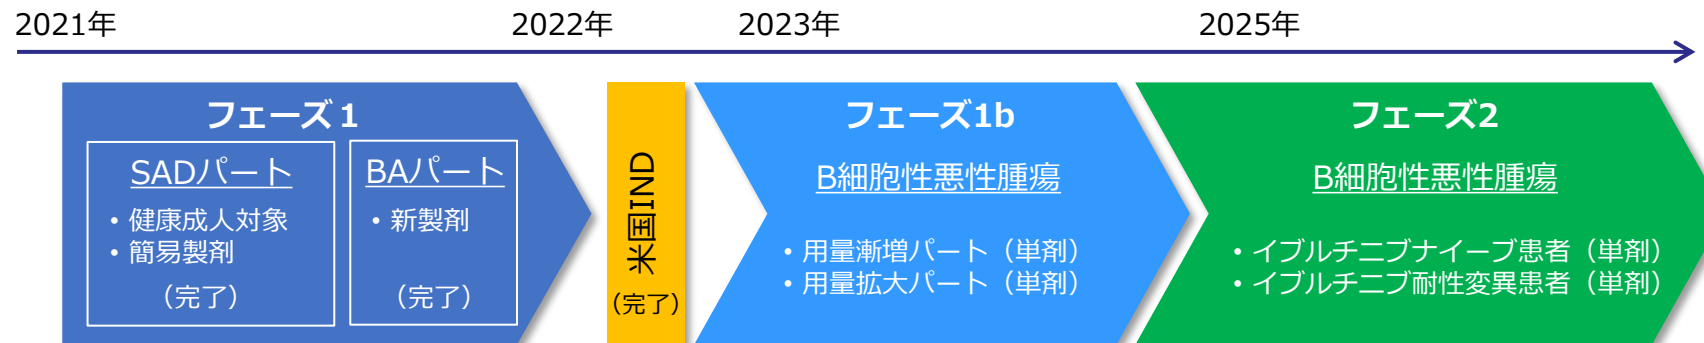 2021年
2022年
2023年
2025年
フェーズ１
SADパート
・健康成人対象
・簡易製剤
（完了）
BAパート
・新製剤
（完了）
米国IND
（完了）
フェーズ1b
B細胞性悪性腫瘍
・用量漸増パート（単剤）
・用量拡大パート（単剤）
フェーズ2
B細胞性悪性腫瘍
・イブルチニブナイーブ患者（単剤）
・イブルチニブ耐性変異患者（単剤）